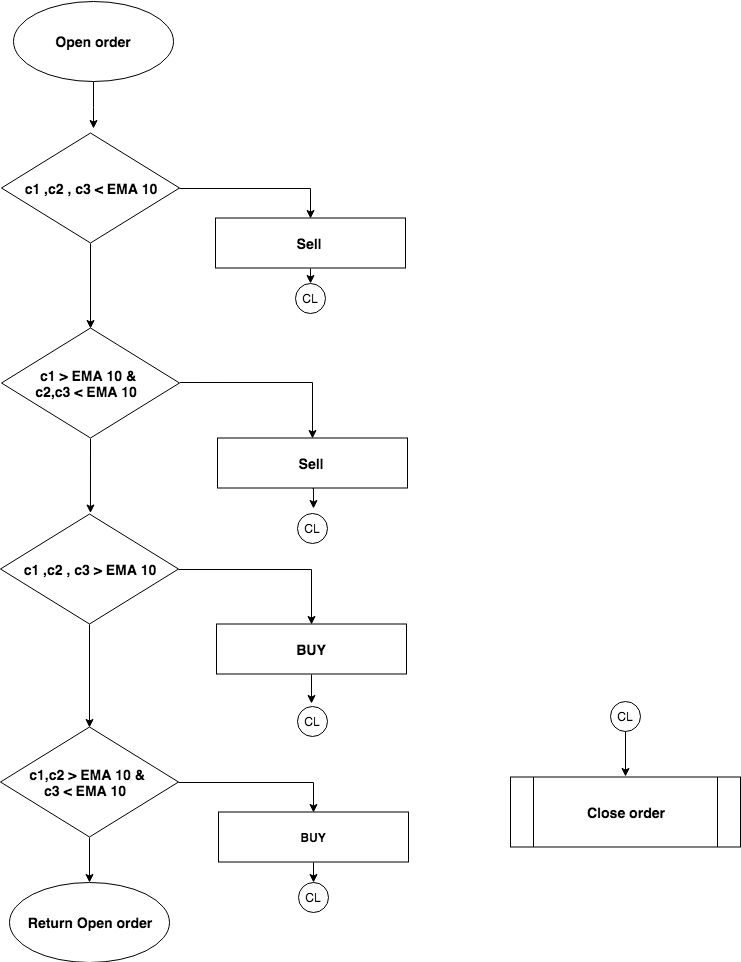 Open order
c1 ,c2 , c3 < EMA 10
Sell
CL
c1 > EMA 10 &
c2,c3 < EMA 10
Sell
CL
c1 ,c2 , c3 > EMA 10
BUY
CL
CL
c1,c2 > EMA 10 &
c3 < EMA 10
Close order
BUY
CL
Return Open order